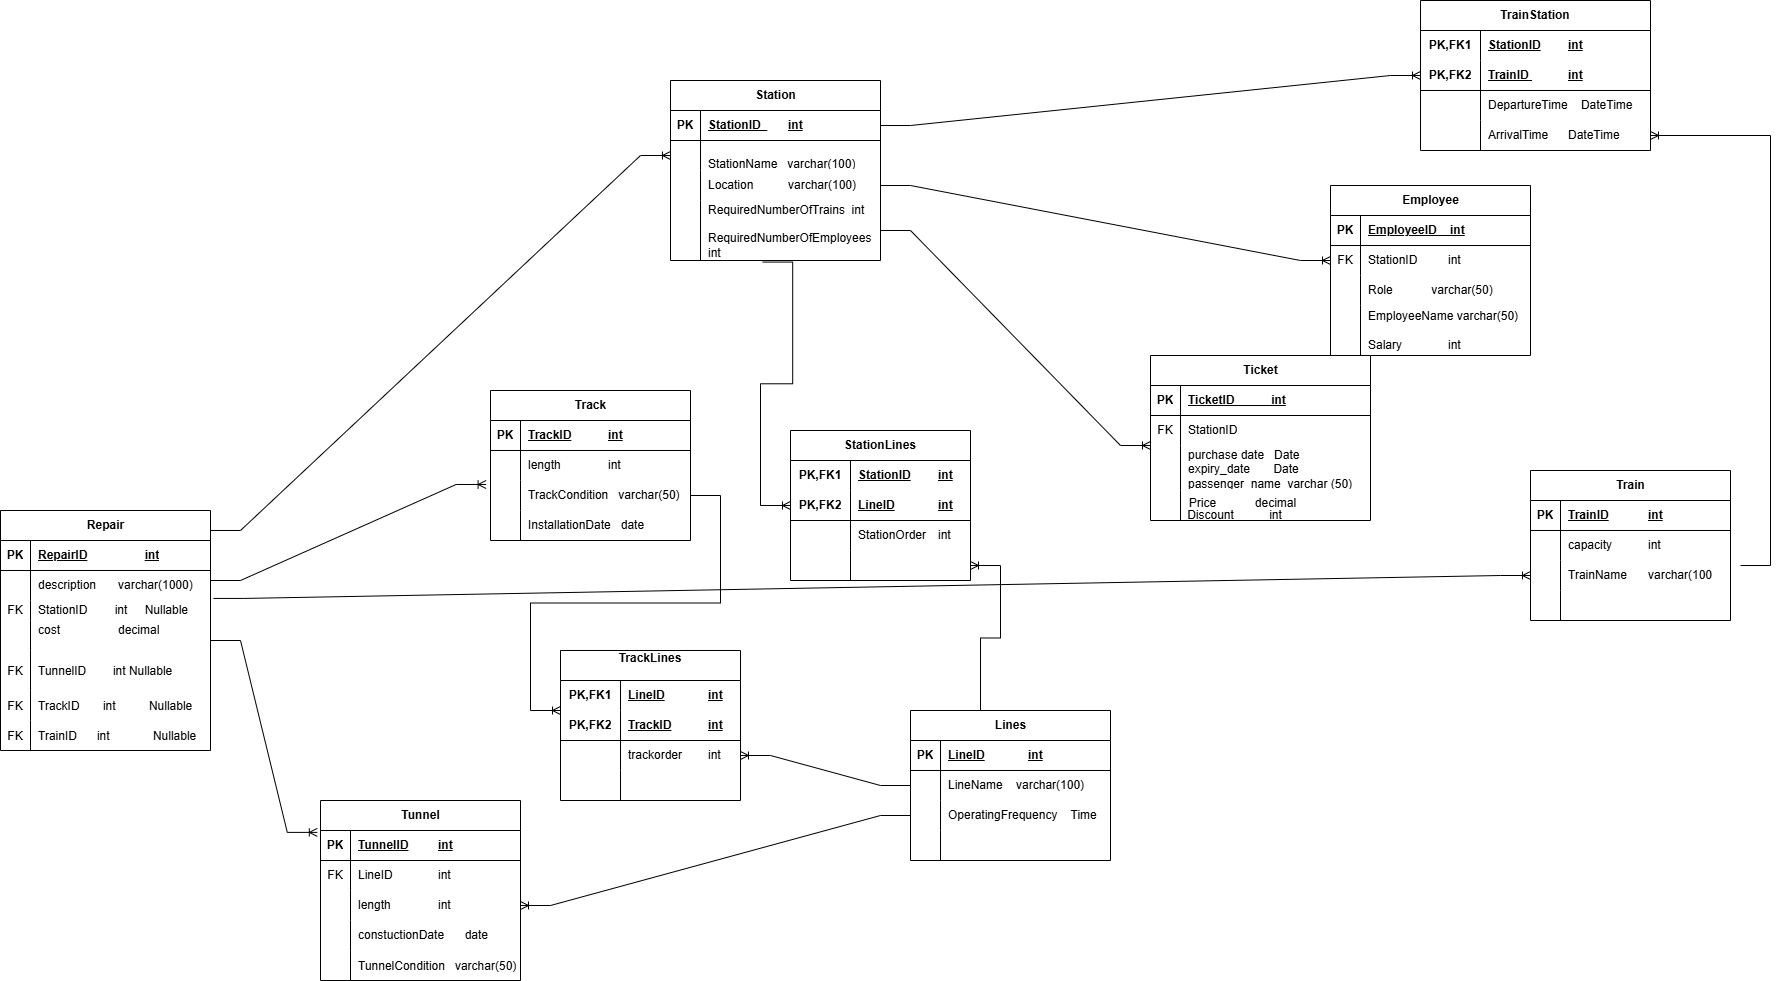 TrainStation
PK,FK1 StationID int
PK,FK2 TrainID int
DepartureTime DateTime
ArrivalTime DateTime
Station
PK StationID int
StationName varchar(100)
Location varchar(100)
RequiredNumberOfTrains int
RequiredNumberOfEmployees
int
Employee
PK EmployeeID int
FK StationID int
Role varchar(50)
EmployeeName varchar(50)
Salary int
Ticket
PK TicketID int
FK StationID
purchase date Date
expiry_date Date
passenger_name varchar (50)
Price decimal
Discount int
Track
PK TrackID int
length int
TrackCondition varchar(50)
InstallationDate date
StationLines
PK,FK1 StationID int
PK,FK2 LineID int
StationOrder int
Train
PK TrainID int
capacity int
TrainName varchar(100
Repair
PK RepairID int
description varchar(1000)
FK StationID int Nullable
cost decimal
FK TunnelID int Nullable
FK TrackID int Nullable
FK TrainID int Nullable
TrackLines
PK,FK1 LineID int
PK,FK2 TrackID int
trackorder int
Lines
PK LineID int
LineName varchar(100)
OperatingFrequency Time
Tunnel
PK TunnelID int
FK LineID int
length int
constuctionDate date
TunnelCondition varchar(50)